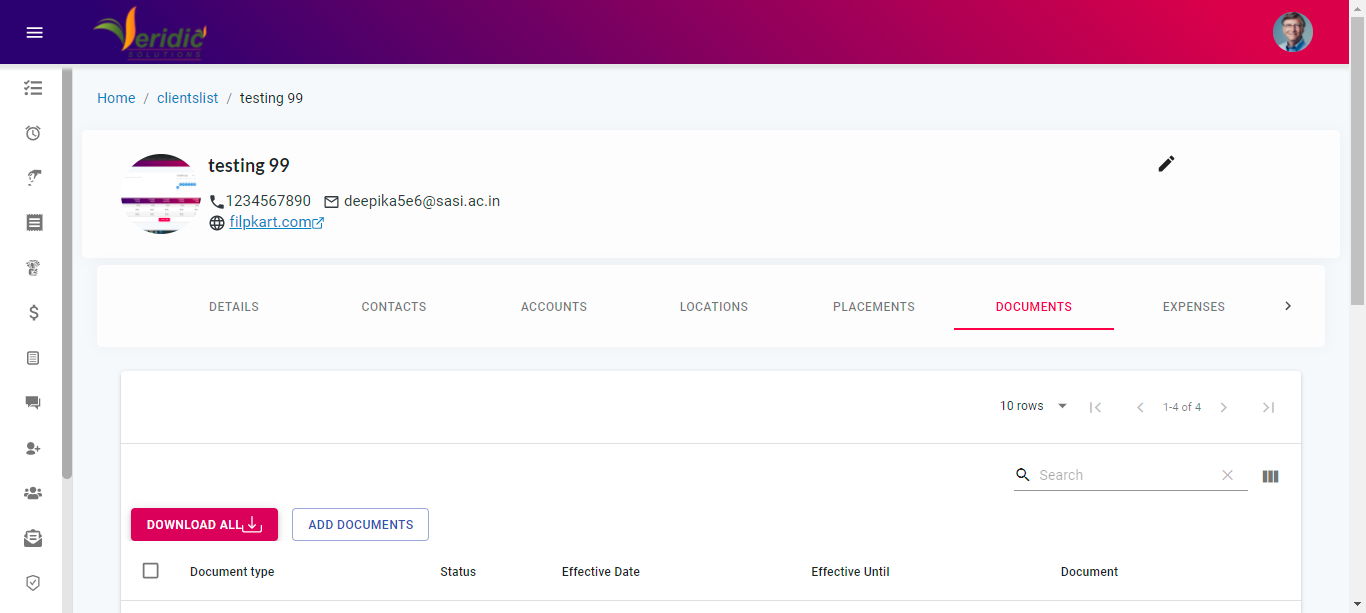 Veridic
SOLUTIONS
Home / clientslist / testing 99
testing 99
1234567890 deepika5e6@sasi.ac.in
filpkart.com
DETAILS CONTACTS ACCOUNTS LOCATIONS PLACEMENTS DOCUMENTS EXPENSES
10 rows 1-4 of 4
Search
DOWNLOAD ALL ADD DOCUMENTS
Document type Status Effective Date Effective Until Document